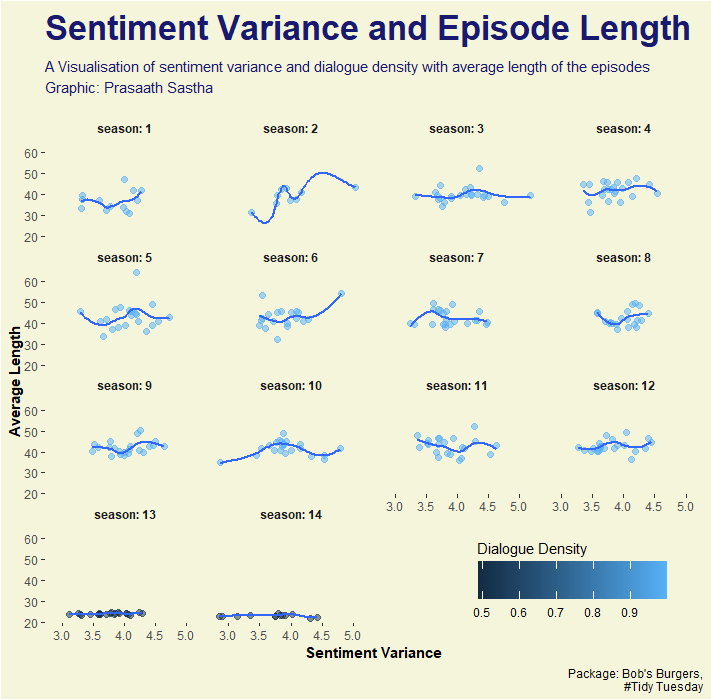 Sentiment Variance and Episode Length
A Visualisation of sentiment variance and dialogue density with average length of the episodes
Graphic: Prasaath Sastha
season: 1 season: 2 season: 3 season: 4
60
50
40
30
20
season: 5 season: 6 season: 7 season: 8
60
50
40
30
20
Average Length
season: 9 season: 10 season: 11 season: 12
60
50
40
30
20
3.0 3.5 4.0 4.5 5.0 3.0 3.5 4.0 4.5 5.0
season: 13 season: 14
60
50
40
30
20
3.0 3.5 4.0 4.5 5.0 3.0 3.5 4.0 4.5 5.0
Dialogue Density
0.5 0.6 0.7 0.8 0.9
Sentiment Variance
Package: Bob's Burgers,
#Tidy Tuesday